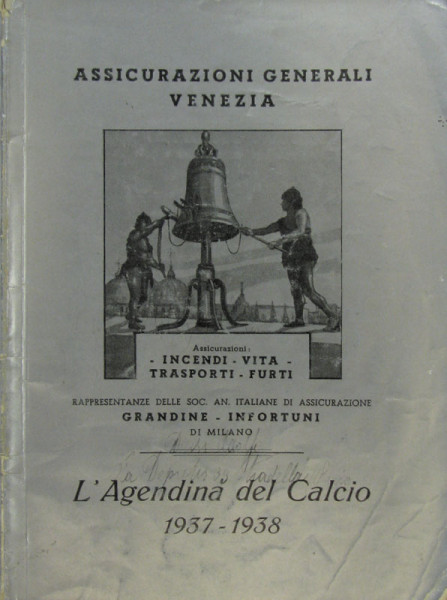 ASSICURAZIONI GENERALI
VENEZIA
Assicurazioni:
- INCENDI - VITA -
TRASPORTI - FURTI
RAPPRESENTANZE DELLE SOC. AN. ITALIANE DI ASSICURAZIONE
GRANDINE - INFORTUNI
DI MILANO
L'Agendina del Calcio
1937-1938